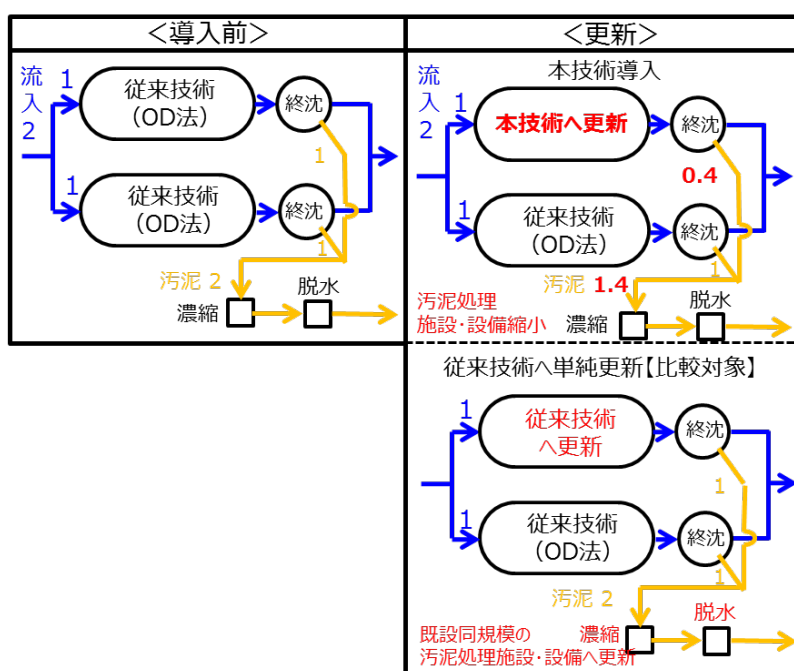 ＜導入前＞
流
入
2
1
従来技術
（OD法）
終沈
1
1
従来技術
（OD法）
終沈
1
汚泥 2
濃縮
脱水
＜更新＞
本技術導入
流
入
2
1
本技術へ更新
終沈
0.4
1
従来技術
（OD法）
終沈
1
汚泥 1.4
汚泥処理
施設・設備縮小
濃縮
脱水
従来技術へ単純更新【比較対象】
1
従来技術
へ更新
終沈
1
1
従来技術
（OD法）
終沈
1
汚泥 2
脱水
既設同規模の
濃縮
汚泥処理施設・設備へ更新